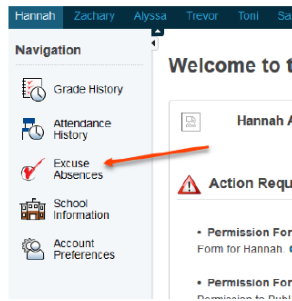 Hannah Zachary Alyssa Trevor Toni Sa
Navigation
Welcome to t
Grade History
Hannah A
Attendance
History
Excuse
Absences
Action Requ
School
Information
• Permission For
Form for Hannah.
Account
Preferences
• Permission For